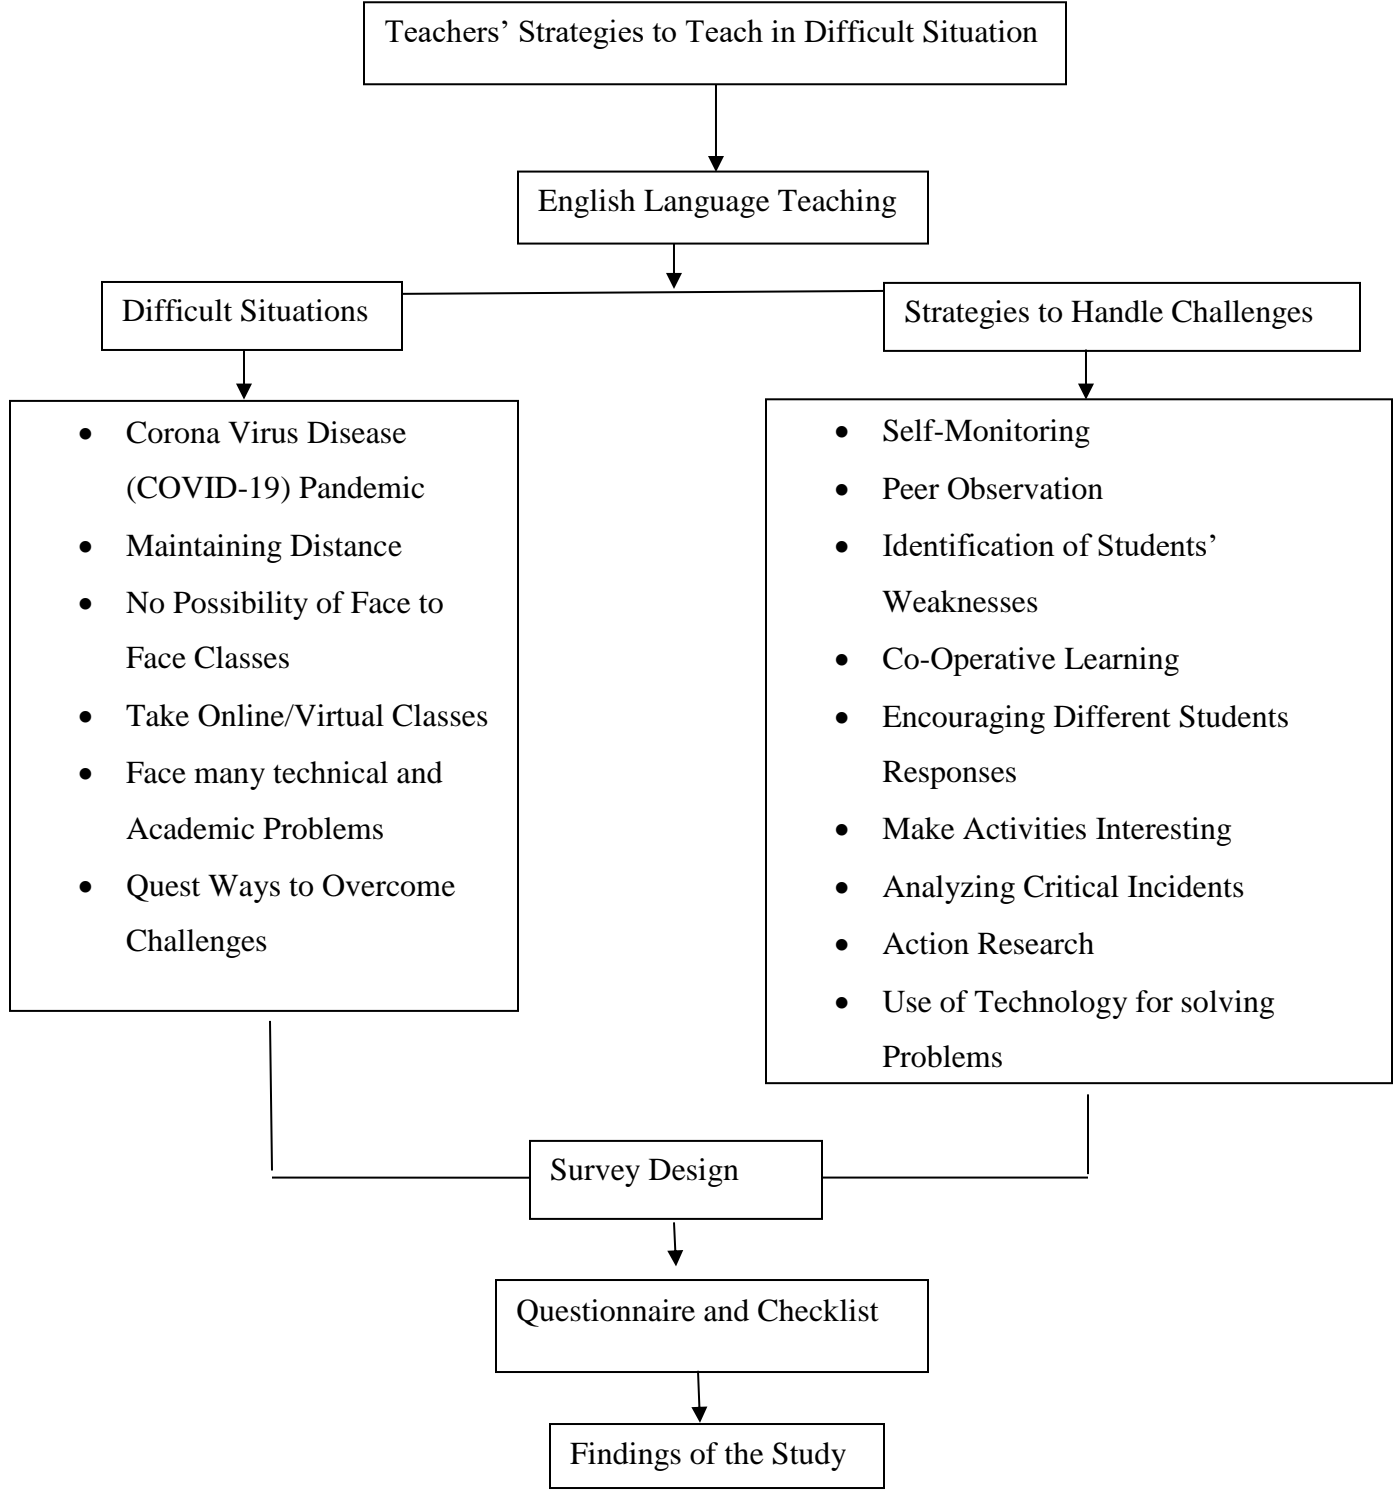 Teachers’ Strategies to Teach in Difficult Situation
English Language Teaching
Difficult Situations
Strategies to Handle Challenges
• Corona Virus Disease
(COVID-19) Pandemic
• Maintaining Distance
• No Possibility of Face to
Face Classes
• Take Online/Virtual Classes
• Face many technical and
Academic Problems
• Quest Ways to Overcome
Challenges
• Self-Monitoring
• Peer Observation
• Identification of Students’
Weaknesses
• Co-Operative Learning
• Encouraging Different Students
Responses
• Make Activities Interesting
• Analyzing Critical Incidents
• Action Research
• Use of Technology for solving
Problems
Survey Design
Questionnaire and Checklist
Findings of the Study